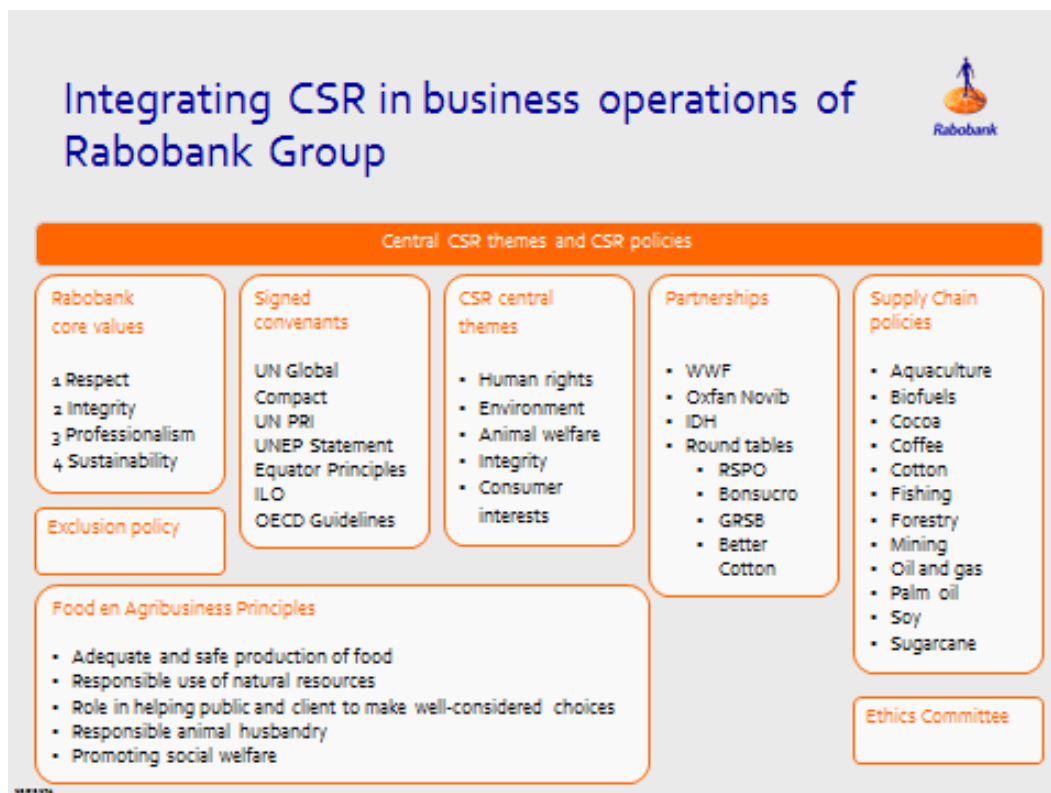 Integrating CSR in business operations of
Rabobank Group
Rabobank
Central CSR themes and CSR policies
Rabobank
core values
1 Respect
2 Integrity
3 Professionalism
4 Sustainability
Exclusion policy
Signed
convenants
UN Global
Compact
UN PRI
UNEP Statement
Equator Principles
ILO
OECD Guidelines
CSR central
themes
▪ Human rights
▪ Environment
▪ Animal welfare
▪ Integrity
▪ Consumer
interests
Partnerships
▪ WWF
▪ Oxfan Novib
▪ IDH
▪ Round tables
▪ RSPO
▪ Bonsucro
▪ GRSB
▪ Better
Cotton
Supply Chain
policies
▪ Aquaculture
▪ Biofuels
▪ Cocoa
▪ Coffee
▪ Cotton
▪ Fishing
▪ Forestry
▪ Mining
▪ Oil and gas
▪ Palm oil
▪ Soy
▪ Sugarcane
Food en Agribusiness Principles
▪ Adequate and safe production of food
▪ Responsible use of natural resources
▪ Role in helping public and client to make well-considered choices
▪ Responsible animal husbandry
▪ Promoting social welfare
Ethics Committee